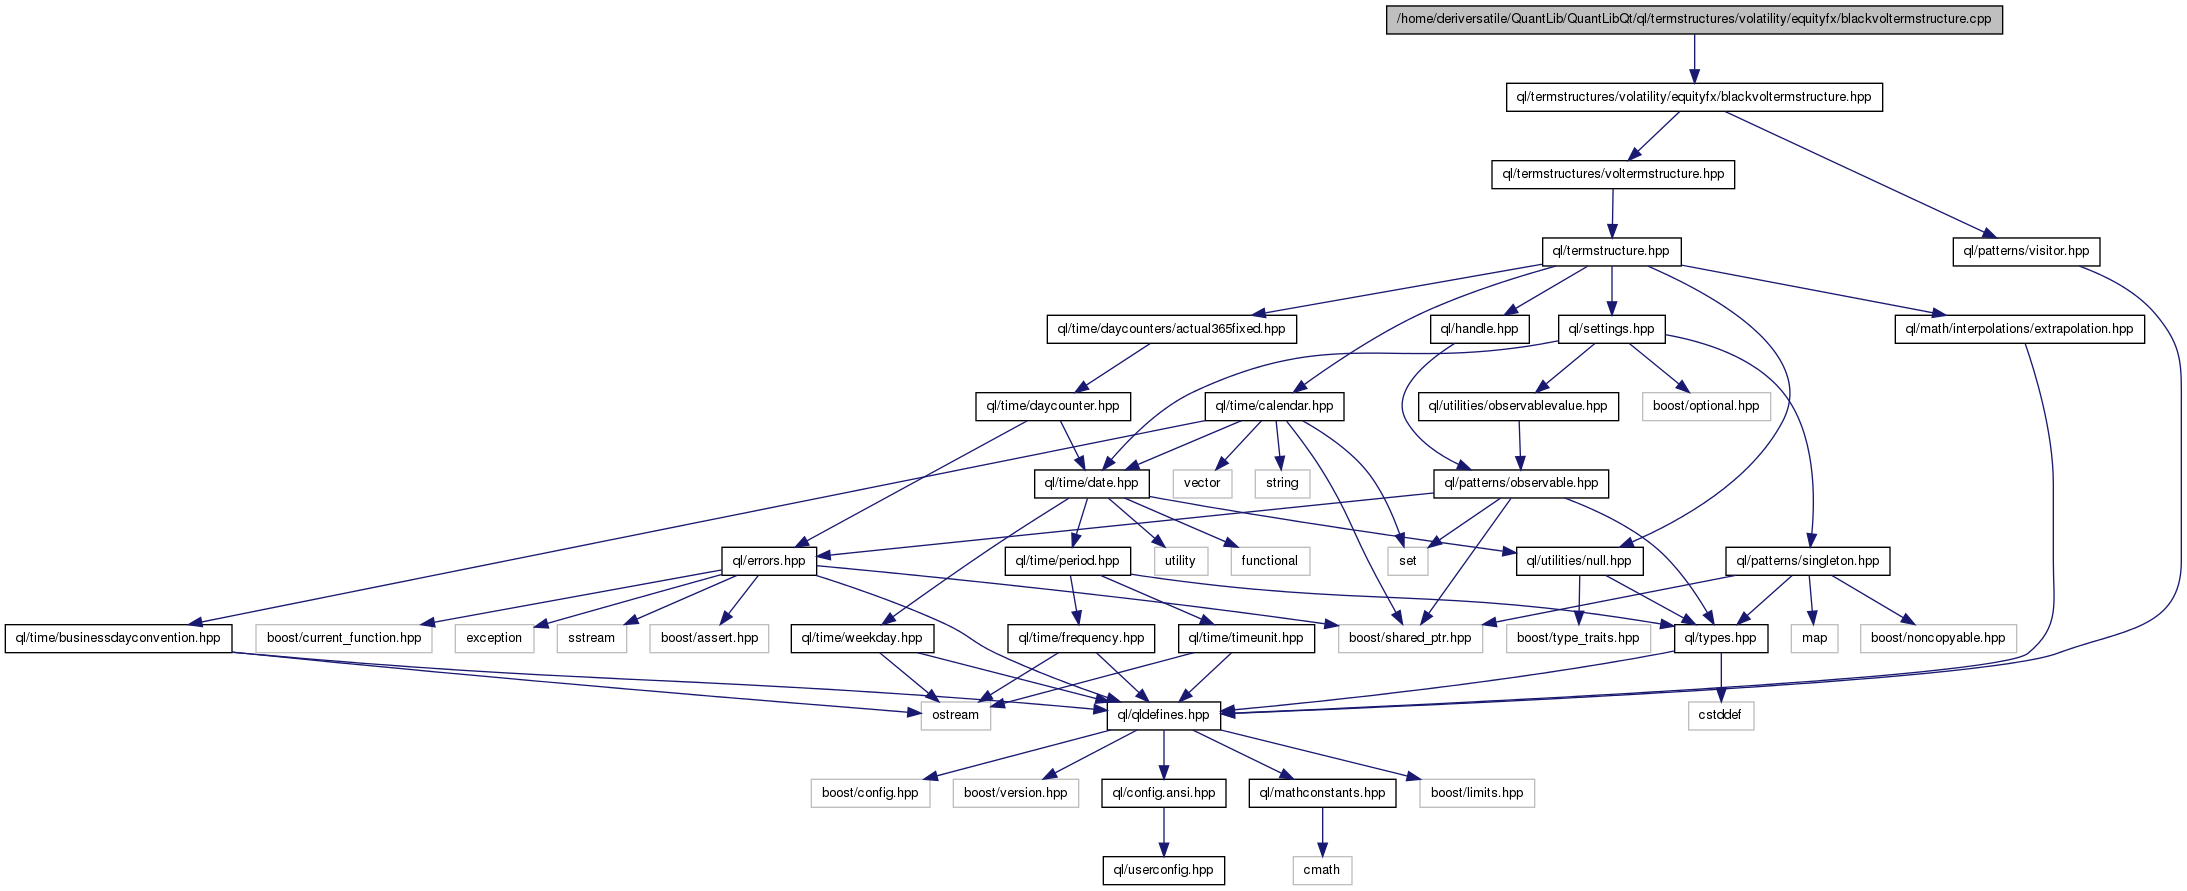 /home/deriversatile/QuantLib/QuantLibQt/ql/termstructures/volatility/equityfx/blackvoltermstructure.cpp
ql/termstructures/volatility/equityfx/blackvoltermstructure.hpp
ql/termstructures/voltermstructure.hpp
ql/termstructure.hpp
ql/patterns/visitor.hpp
ql/time/daycounters/actual365fixed.hpp
ql/handle.hpp
ql/settings.hpp
ql/math/interpolations/extrapolation.hpp
ql/time/daycounter.hpp
ql/time/calendar.hpp
ql/utilities/observablevalue.hpp
boost/optional.hpp
ql/time/date.hpp
vector
string
ql/patterns/observable.hpp
ql/errors.hpp
ql/time/period.hpp
utility
functional
set
ql/utilities/null.hpp
ql/patterns/singleton.hpp
ql/time/businessdayconvention.hpp
boost/current_function.hpp
exception
sstream
boost/assert.hpp
ql/time/weekday.hpp
ql/time/frequency.hpp
ql/time/timeunit.hpp
boost/shared_ptr.hpp
boost/type_traits.hpp
ql/types.hpp
map
boost/noncopyable.hpp
ostream
ql/qldefines.hpp
cstddef
boost/config.hpp
boost/version.hpp
ql/config.ansi.hpp
ql/mathconstants.hpp
boost/limits.hpp
ql/userconfig.hpp
cmath